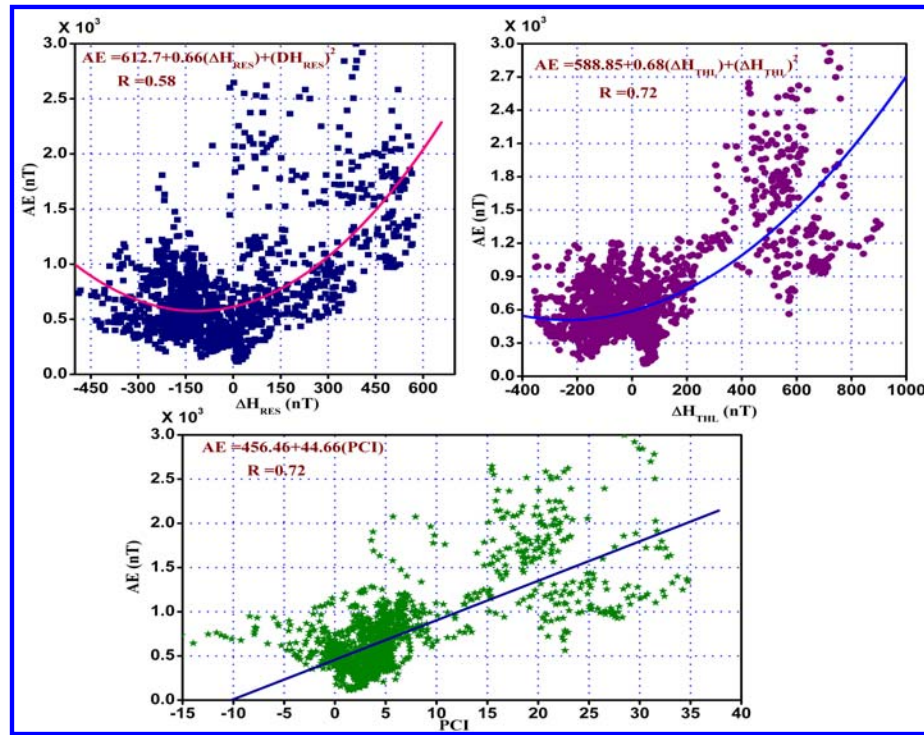 X 10³
3.0
AE =612.7+0.66(ΔH_RES)+(DH_RES)²
R =0.58
2.5
2.0
AE (nT)
1.5
1.0
0.5
0.0
-450 -300 -150 0 150 300 450 600
ΔH_RES (nT)
X 10³
3.0
AE =588.85+0.68(ΔH_THL)+(ΔH_THL)²
R =0.72
2.7
2.4
2.1
1.8
AE (nT)
1.5
1.2
0.9
0.6
0.3
0.0
-400 -200 0 200 400 600 800 1000
ΔH_THL (nT)
X 10³
3.0
AE =456.46+44.66(PCI)
R =0.72
2.5
2.0
AE (nT)
1.5
1.0
0.5
0.0
-15 -10 -5 0 5 10 15 20 25 30 35 40
PCI